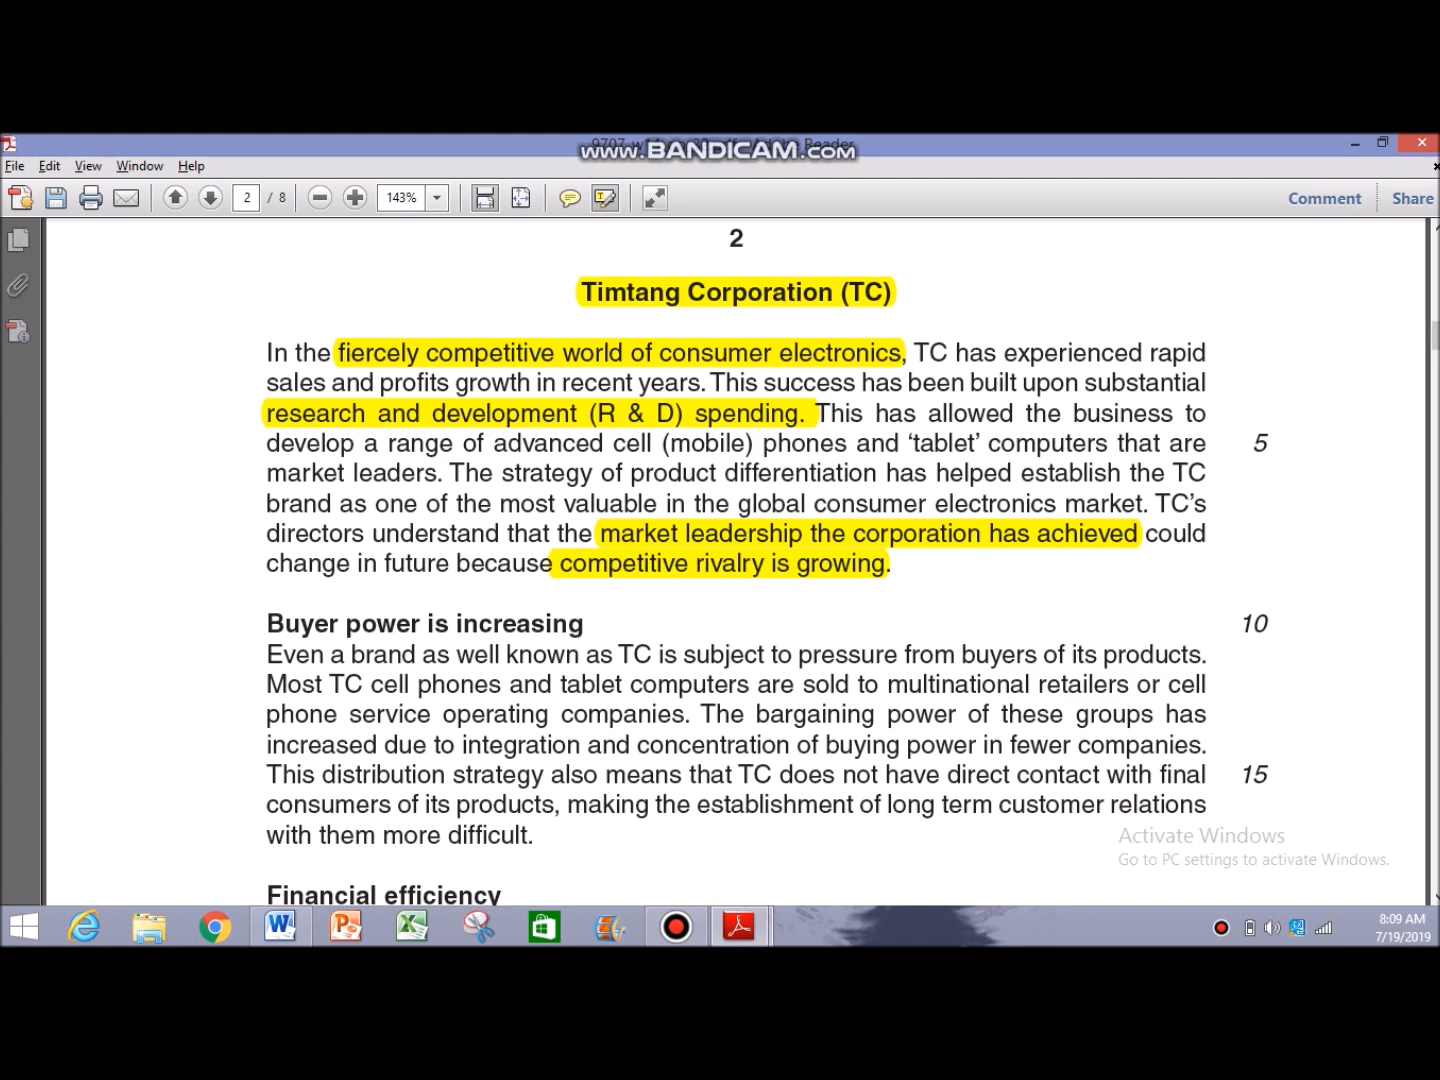 www.BANDICAM.com
File Edit View Window Help
2 / 8 143% Comment Share
2
Timtang Corporation (TC)
In the fiercely competitive world of consumer electronics, TC has experienced rapid
sales and profits growth in recent years. This success has been built upon substantial
research and development (R & D) spending. This has allowed the business to
develop a range of advanced cell (mobile) phones and ‘tablet’ computers that are 5
market leaders. The strategy of product differentiation has helped establish the TC
brand as one of the most valuable in the global consumer electronics market. TC’s
directors understand that the market leadership the corporation has achieved could
change in future because competitive rivalry is growing.
Buyer power is increasing 10
Even a brand as well known as TC is subject to pressure from buyers of its products.
Most TC cell phones and tablet computers are sold to multinational retailers or cell
phone service operating companies. The bargaining power of these groups has
increased due to integration and concentration of buying power in fewer companies.
This distribution strategy also means that TC does not have direct contact with final 15
consumers of its products, making the establishment of long term customer relations
with them more difficult.
Activate Windows
Go to PC settings to activate Windows.
Financial efficiency
8:09 AM
7/19/2019